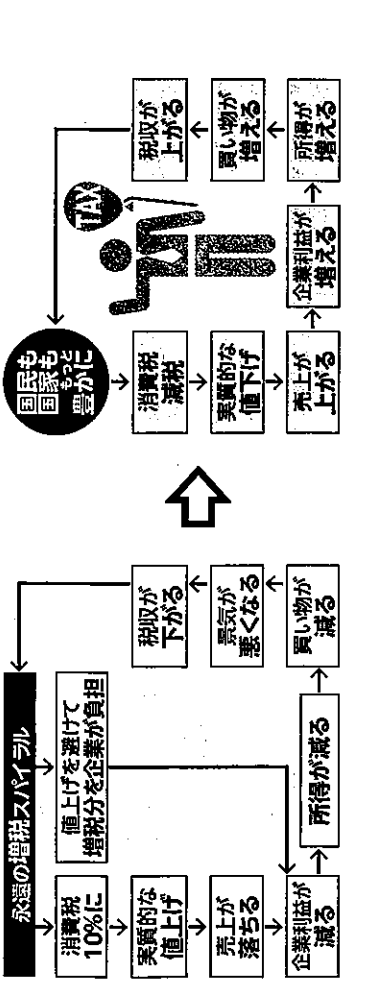 永遠の増税スパイラル
消費税
10%に
実質的な
値上げ
売上が
落ちる
企業利益が
減る
値上げを避けて
増税分を企業が負担
所得が減る
買い物が
減る
景気が
悪くなる
税収が
下がる
国民も
国家も
もっと
豊かに
消費税
減税
実質的な
値下げ
売上が
上がる
企業利益が
増える
所得が
増える
買い物が
増える
税収が
上がる
TAX